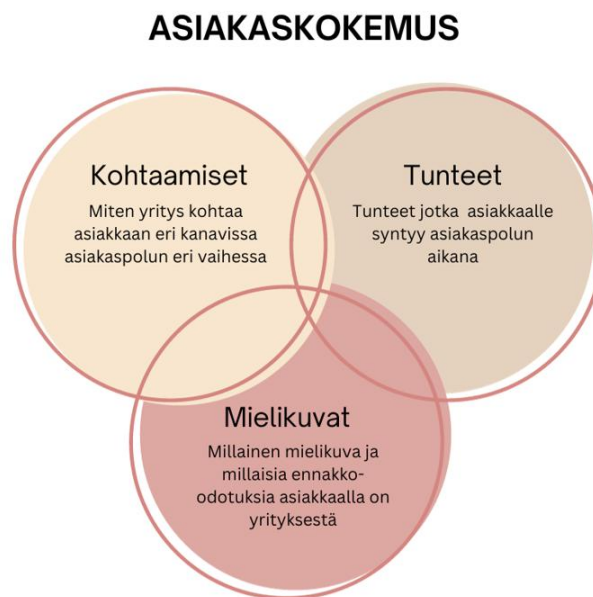 ASIAKASKOKEMUS
Kohtaamiset
Miten yritys kohtaa
asiakkaan eri kanavissa
asiakaspolun eri vaihessa
Tunteet
Tunteet jotka asiakkaalle
syntyy asiakaspolun
aikana
Mielikuvat
Millainen mielikuva ja
millaisia ennakko-
odotuksia asiakkaalla on
yrityksestä